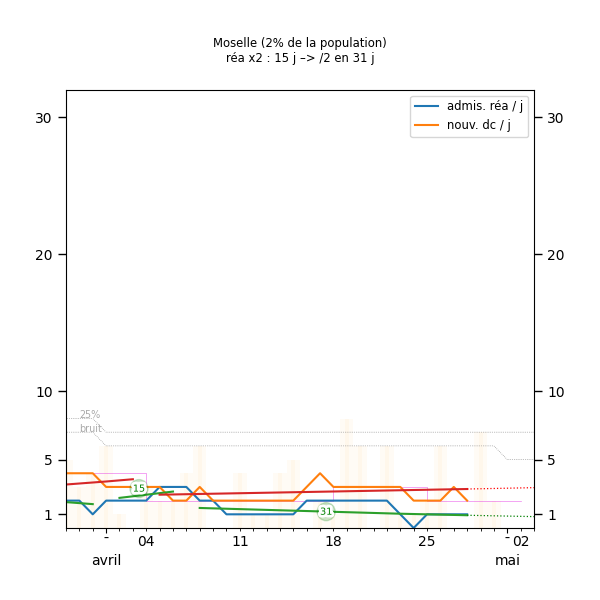 Moselle (2% de la population)
réa x2 : 15 j –> /2 en 31 j
admis. réa / j
nouv. dc / j
30 30
20 20
10 10
25%
bruit
5 5
15
31
1 1
04 11 18 25 02
avril mai